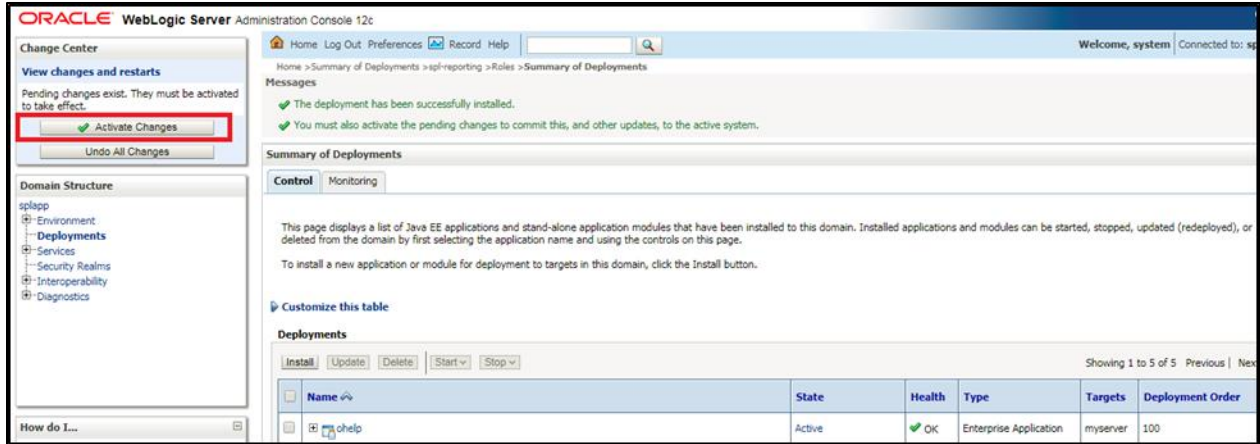 ORACLE WebLogic Server Administration Console 12c
Change Center
View changes and restarts
Pending changes exist. They must be activated
to take effect.
Activate Changes
Undo All Changes
Domain Structure
splapp
Environment
Deployments
Services
Security Realms
Interoperability
Diagnostics
How do I...
Home Log Out Preferences Record Help
Welcome, system Connected to: sp
Home >Summary of Deployments >spl-reporting >Roles >Summary of Deployments
Messages
The deployment has been successfully installed.
You must also activate the pending changes to commit this, and other updates, to the active system.
Summary of Deployments
Control Monitoring
This page displays a list of Java EE applications and stand-alone application modules that have been installed to this domain. Installed applications and modules can be started, stopped, updated (redeployed), or
deleted from the domain by first selecting the application name and using the controls on this page.
To install a new application or module for deployment to targets in this domain, click the Install button.
Customize this table
Deployments
Install Update Delete Start Stop Showing 1 to 5 of 5 Previous | Nex
Name State Health Type Targets Deployment Order
ohelp Active OK Enterprise Application myserver 100